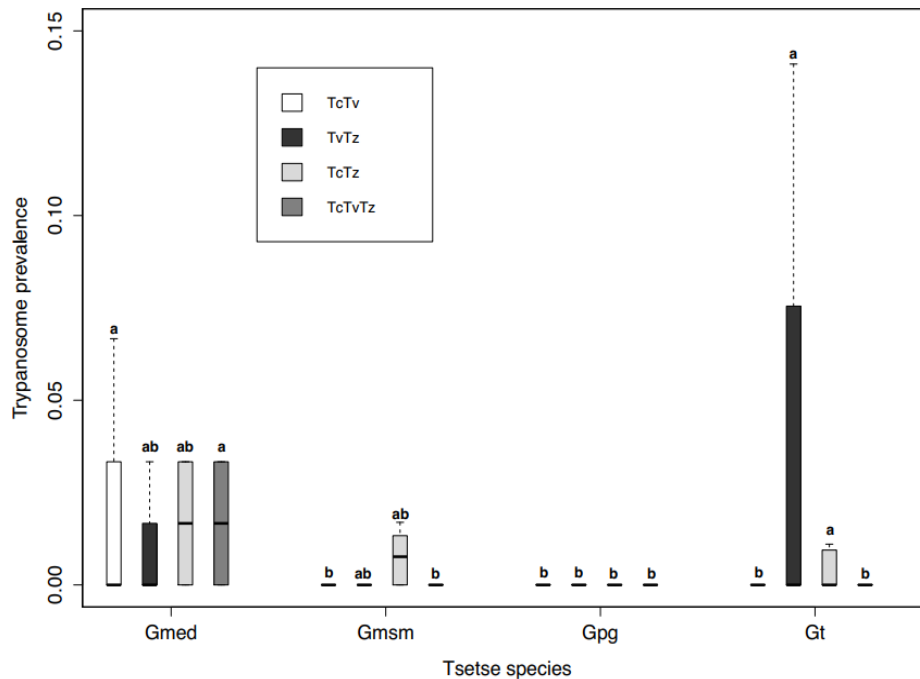 Trypanosome prevalence
0.15
0.10
0.05
0.00
TcTv
TvTz
TcTz
TcTvTz
a
ab
ab
a
b
ab
ab
b
b
b
b
b
b
a
a
b
Gmed
Gmsm
Gpg
Gt
Tsetse species